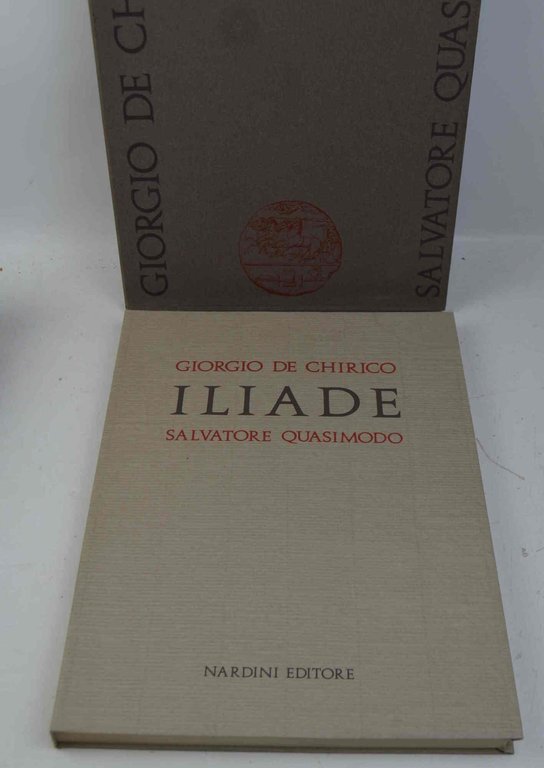 GIORGIO DE CH
SALVATORE QUAS
GIORGIO DE CHIRICO
ILIADE
SALVATORE QUASIMODO
NARDINI EDITORE